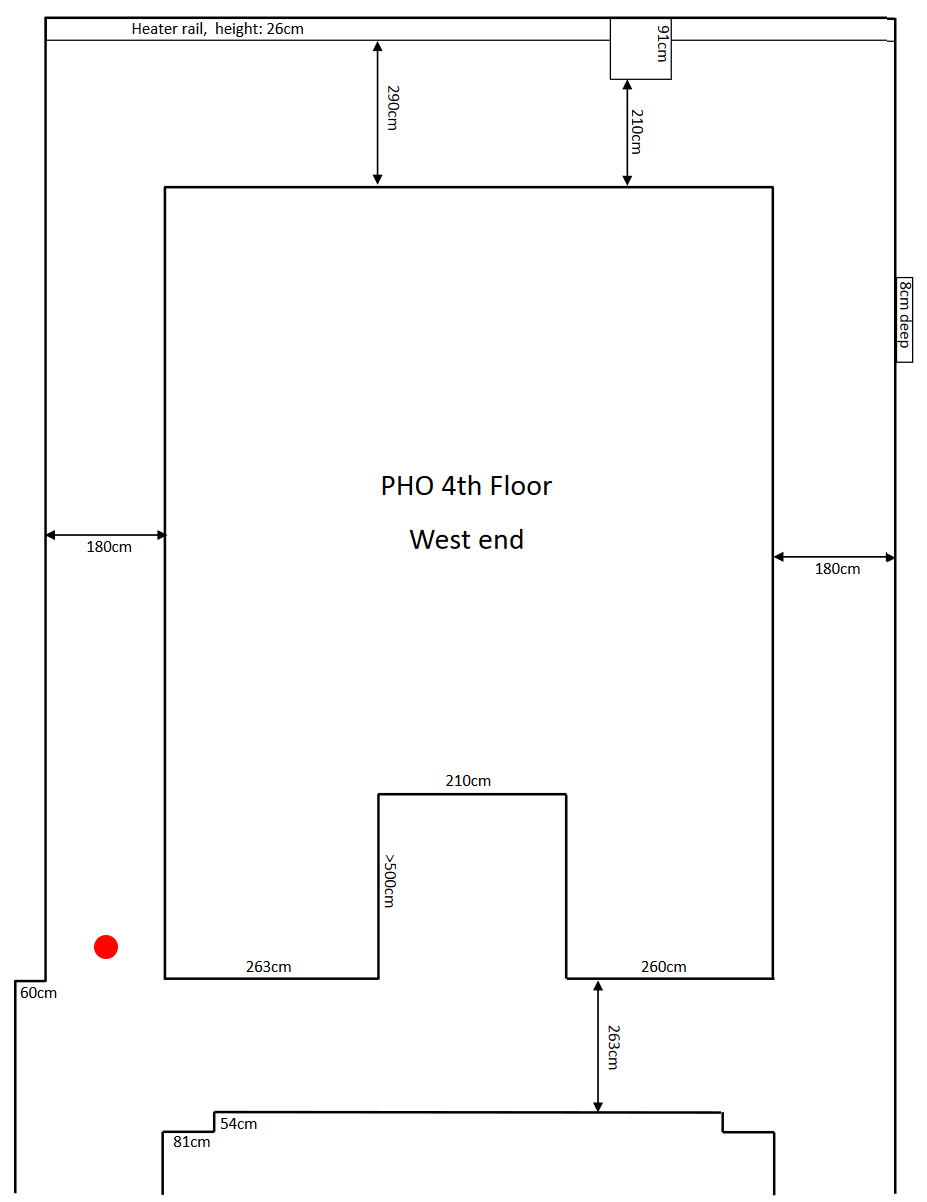 Heater rail,  height: 26cm
91cm
290cm
210cm
8cm deep
PHO 4th Floor
West end
180cm
180cm
210cm
>500cm
263cm
260cm
60cm
263cm
54cm
81cm